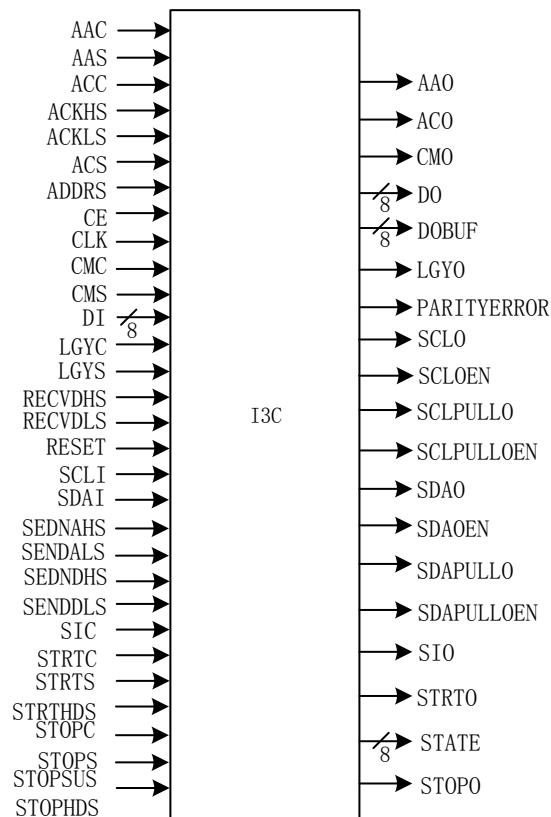 AAC
AAS
ACC
ACKHS
ACKLS
ACS
ADDRS
CE
CLK
CMC
CMS
DI
8
LGYC
LGYS
RECVDHS
RECVDLS
RESET
SCLI
SDAI
SEDNAHS
SENDALS
SEDNDHS
SENDDLS
SIC
STRTC
STRTS
STRTHDS
STOPC
STOPS
STOPSUS
STOPHDS
I3C
AAO
ACO
CMO
DO
8
DOBUF
8
LGYO
PARITYERROR
SCLO
SCLOEN
SCLPULLO
SCLPULLOEN
SDAO
SDAOEN
SDAPULLO
SDAPULLOEN
SIO
STRTO
STATE
8
STOPO